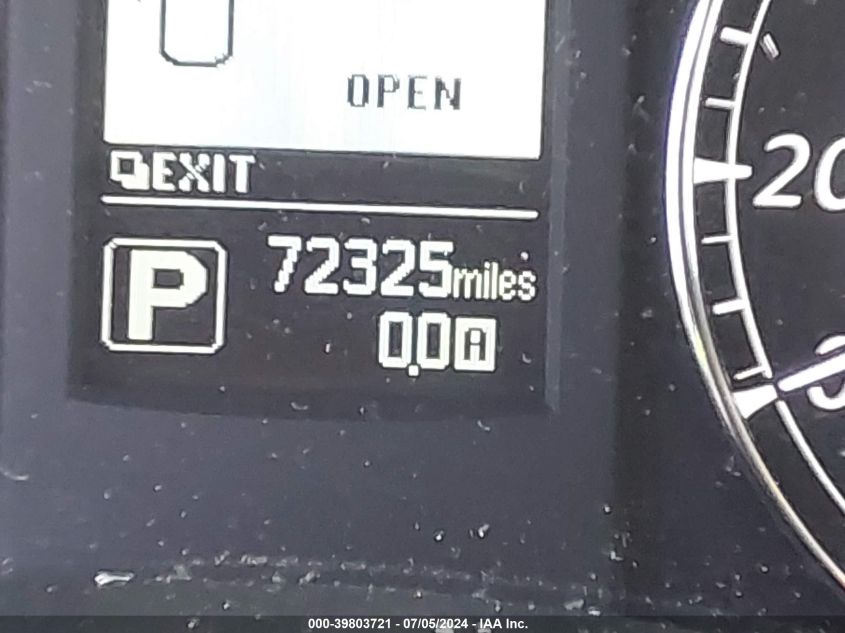 OPEN
EXIT
P
72325miles
0.0A
20
000-39803721 - 07/05/2024 - IAA Inc.